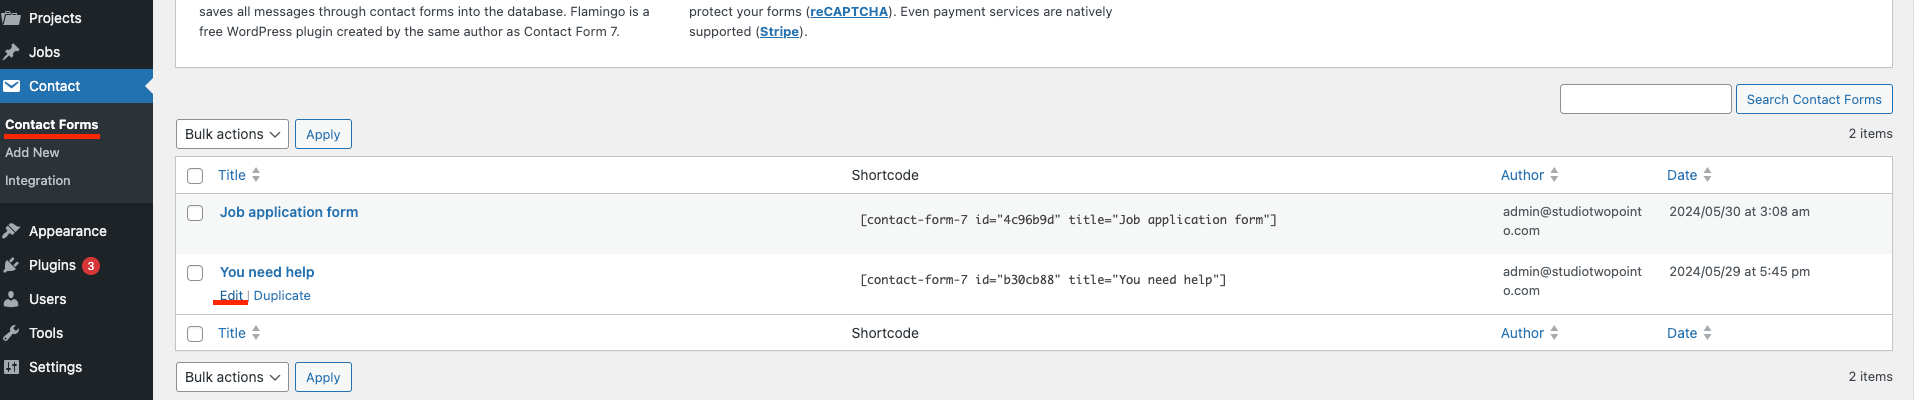 Projects
Jobs
Contact
Contact Forms
Add New
Integration
Appearance
Plugins 3
Users
Tools
Settings
saves all messages through contact forms into the database. Flamingo is a
free WordPress plugin created by the same author as Contact Form 7.
protect your forms (reCAPTCHA). Even payment services are natively
supported (Stripe).
Search Contact Forms
Bulk actions Apply
2 items
Title Shortcode Author Date
Job application form [contact-form-7 id="4c96b9d" title="Job application form"] admin@studiotwopoint 2024/05/30 at 3:08 am
o.com
You need help [contact-form-7 id="b30cb88" title="You need help"] admin@studiotwopoint 2024/05/29 at 5:45 pm
Edit | Duplicate o.com
Title Shortcode Author Date
Bulk actions Apply
2 items